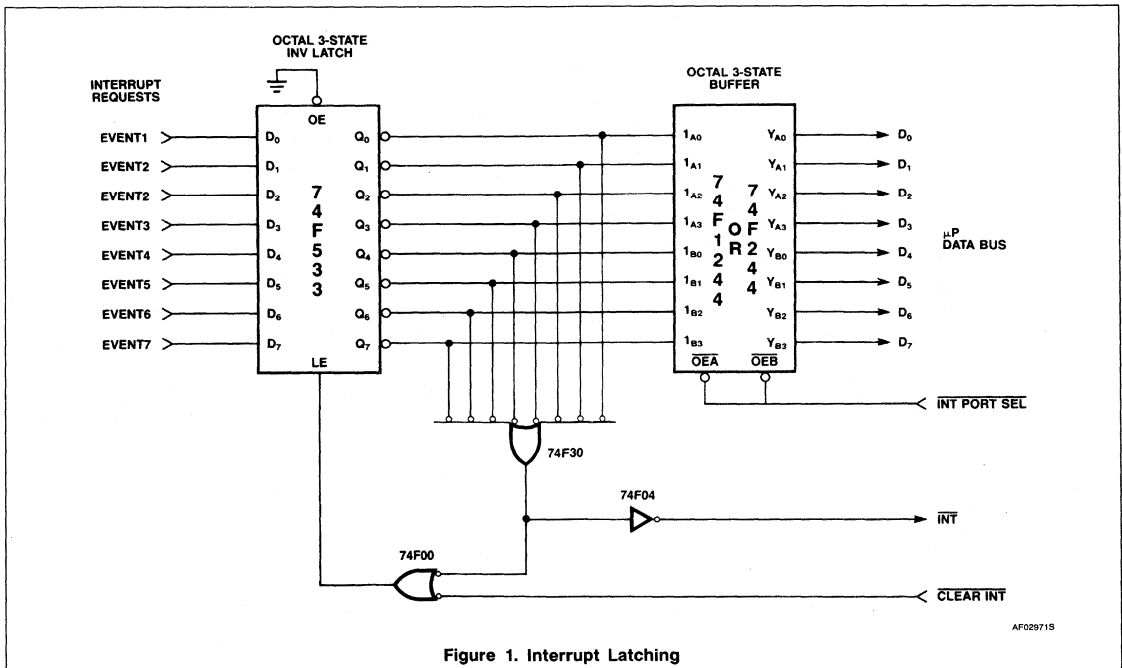 OCTAL 3-STATE
INV LATCH
OCTAL 3-STATE
BUFFER
INTERRUPT
REQUESTS
OE
EVENT1 D0 Q0 1A0 YA0 D0
EVENT2 D1 Q1 1A1 YA1 D1
EVENT2 D2 Q2 1A2 YA2 D2
EVENT3 D3 Q3 1A3 YA3 D3
EVENT4 D4 Q4 1B0 YB0 D4
EVENT5 D5 Q5 1B1 YB1 D5
EVENT6 D6 Q6 1B2 YB2 D6
EVENT7 D7 Q7 1B3 YB3 D7
74F533
74F1244
OR
74F244
μP
DATA BUS
LE
OEA OEB
INT PORT SEL
74F30
74F04
INT
74F00
CLEAR INT
AF02971S
Figure 1. Interrupt Latching